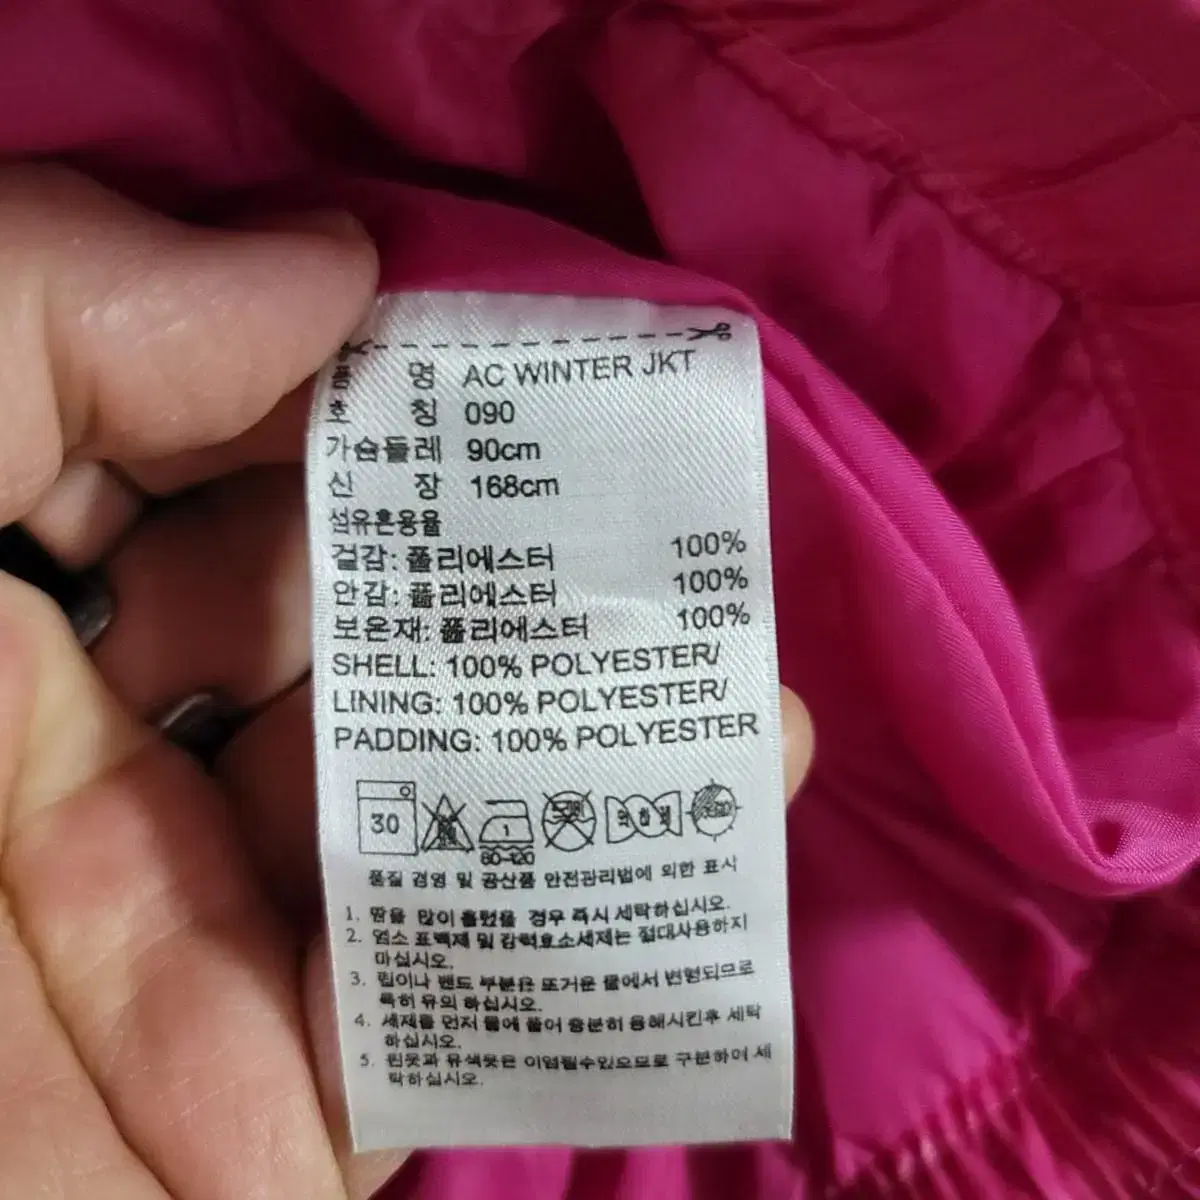 품 명 AC WINTER JKT
호 칭 090
가슴둘레 90cm
신 장 168cm
섬유혼용율
겉감: 폴리에스터 100%
안감: 폴리에스터 100%
보온재: 폴리에스터 100%
SHELL: 100% POLYESTER/
LINING: 100% POLYESTER/
PADDING: 100% POLYESTER
30
1
80-120
약하게
품질 경영 및 공산품 안전관리법에 의한 표시
1. 땀을 많이 흘렸을 경우 즉시 세탁하십시오.
2. 염소 표백제 및 강력효소세제는 절대사용하지
마십시오.
3. 립이나 밴드 부분은 뜨거운 물에서 변형되므로
특히 유의 하십시오.
4. 세제를 먼저 물에 풀어 충분히 용해시킨후 세탁
하십시오.
5. 흰옷과 유색옷은 이염될수있으므로 구분하여 세
탁하십시오.